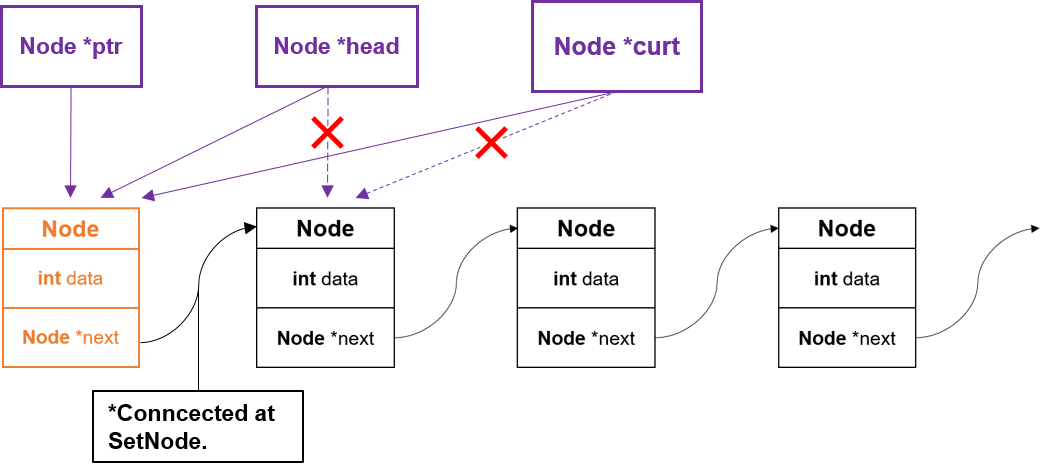 Node *ptr
Node *head
Node *curt
Node
Node
Node
Node
int data
int data
int data
int data
Node *next
Node *next
Node *next
Node *next
*Conncected at
SetNode.